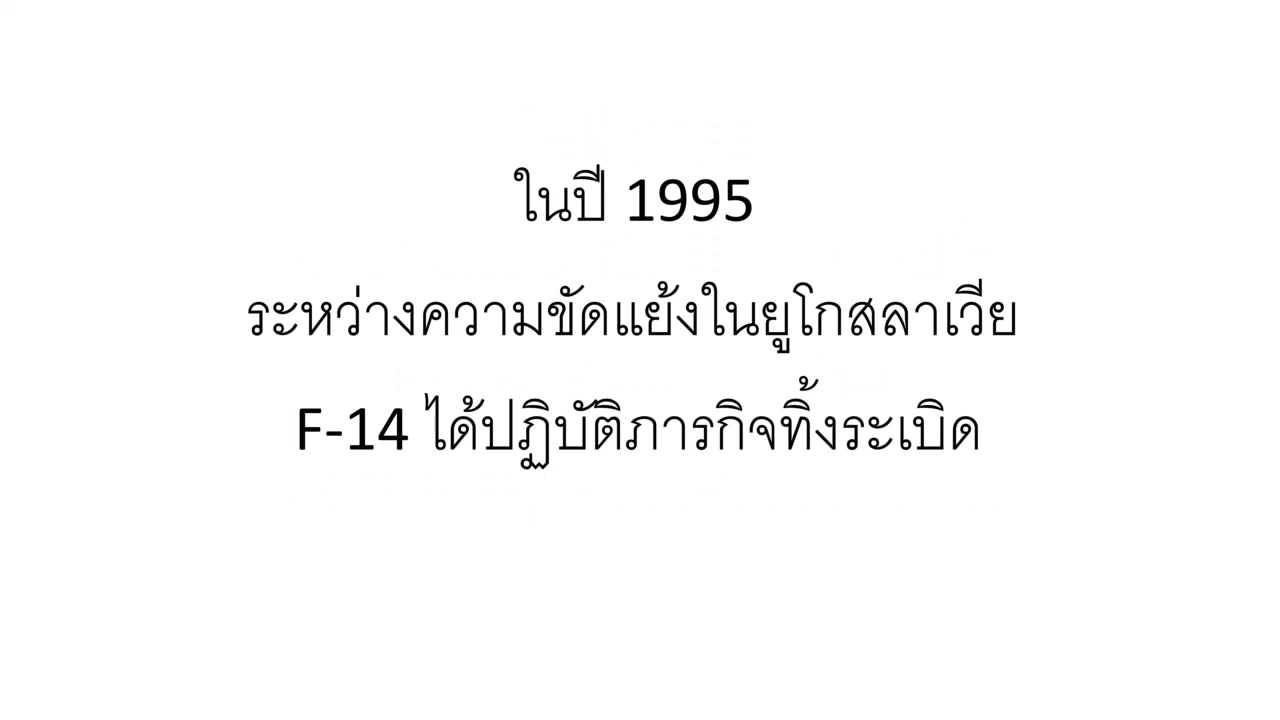 ในปี 1995
ระหว่างความขัดแย้งในยูโกสลาเวีย
F-14 ได้ปฏิบัติภารกิจทิ้งระเบิด